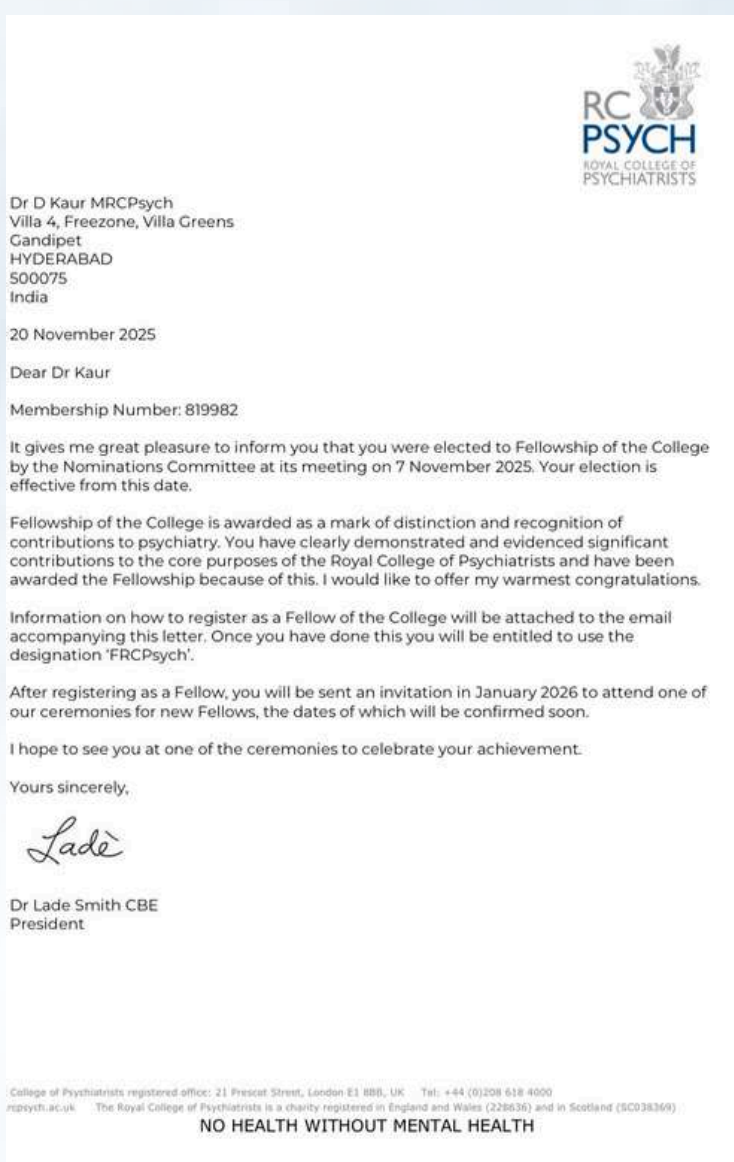 RC
PSYCH
ROYAL COLLEGE OF
PSYCHIATRISTS
Dr D Kaur MRCPsych
Villa 4, Freezone, Villa Greens
Gandipet
HYDERABAD
500075
India
20 November 2025
Dear Dr Kaur
Membership Number: 819982
It gives me great pleasure to inform you that you were elected to Fellowship of the College
by the Nominations Committee at its meeting on 7 November 2025. Your election is
effective from this date.
Fellowship of the College is awarded as a mark of distinction and recognition of
contributions to psychiatry. You have clearly demonstrated and evidenced significant
contributions to the core purposes of the Royal College of Psychiatrists and have been
awarded the Fellowship because of this. I would like to offer my warmest congratulations.
Information on how to register as a Fellow of the College will be attached to the email
accompanying this letter. Once you have done this you will be entitled to use the
designation ‘FRCPsych’.
After registering as a Fellow, you will be sent an invitation in January 2026 to attend one of
our ceremonies for new Fellows, the dates of which will be confirmed soon.
I hope to see you at one of the ceremonies to celebrate your achievement.
Yours sincerely,
Ladè
Dr Lade Smith CBE
President
College of Psychiatrists registered office: 21 Prescot Street, London E1 8BB, UK Tel: +44 (0)208 618 4000
rcpsych.ac.uk The Royal College of Psychiatrists is a charity registered in England and Wales (228636) and in Scotland (SC038369)
NO HEALTH WITHOUT MENTAL HEALTH